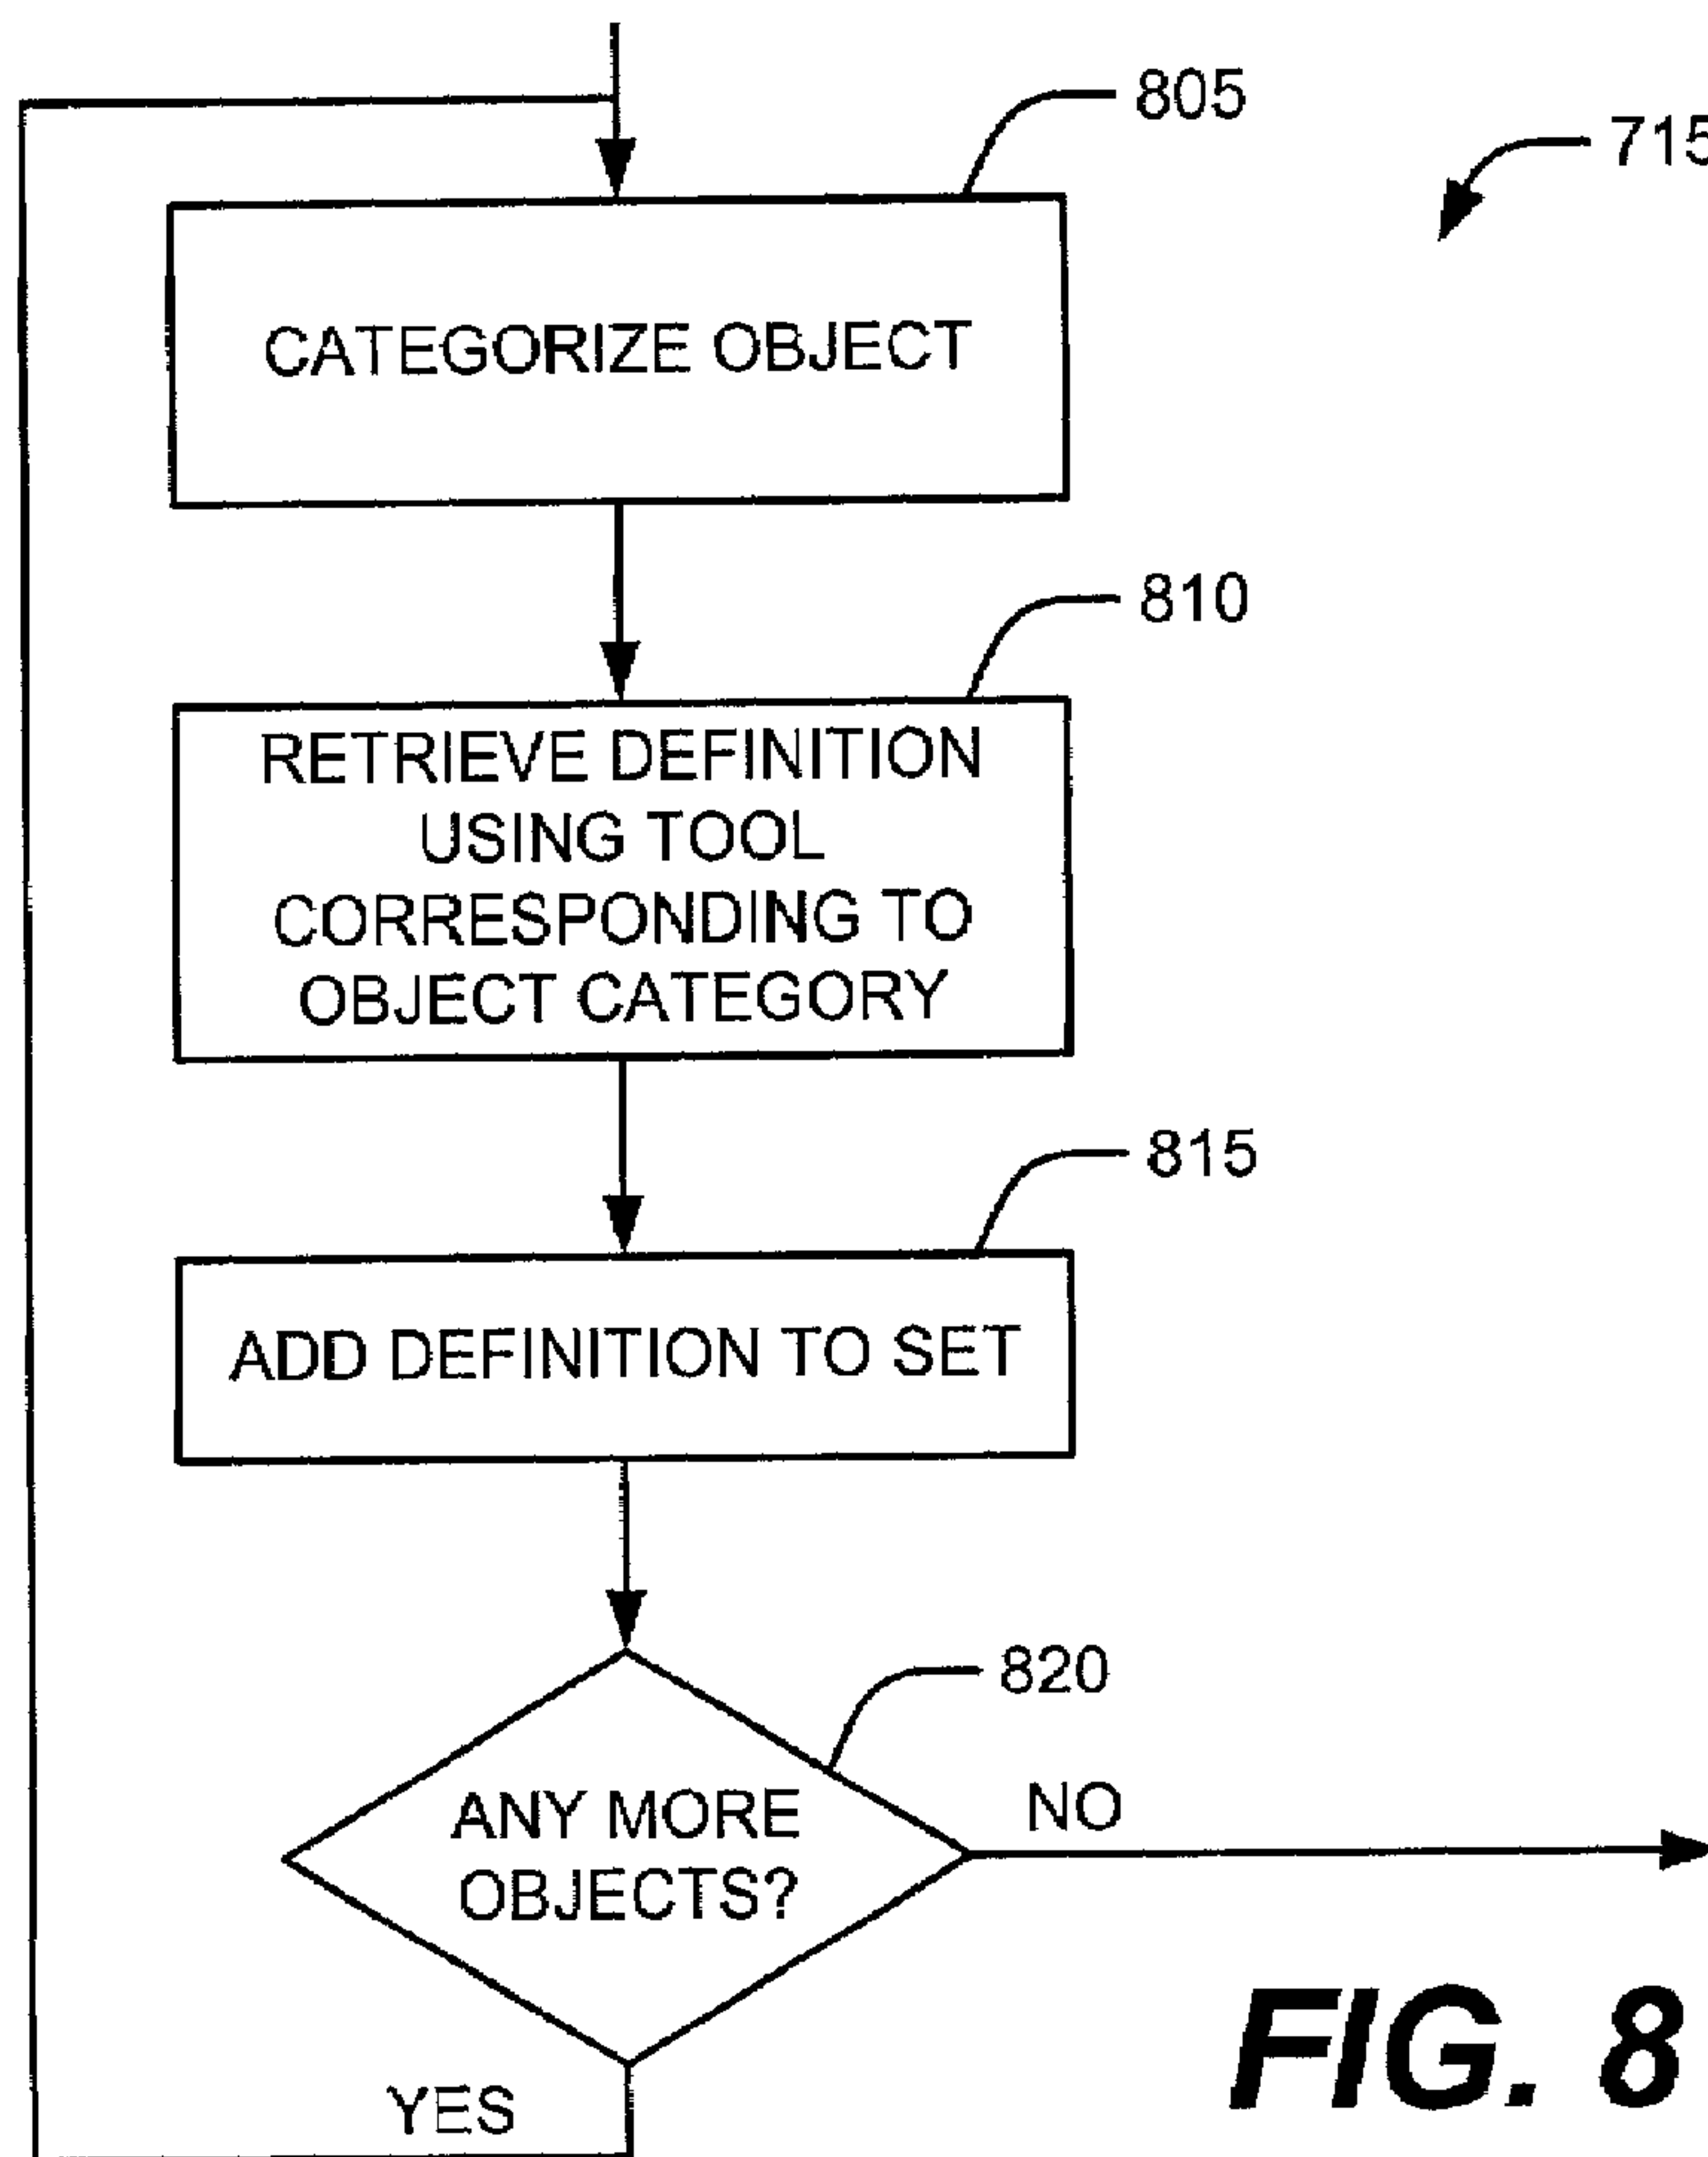 805
715
CATEGORIZE OBJECT
810
RETRIEVE DEFINITION
USING TOOL
CORRESPONDING TO
OBJECT CATEGORY
815
ADD DEFINITION TO SET
820
ANY MORE
OBJECTS?
NO
YES
FIG. 8